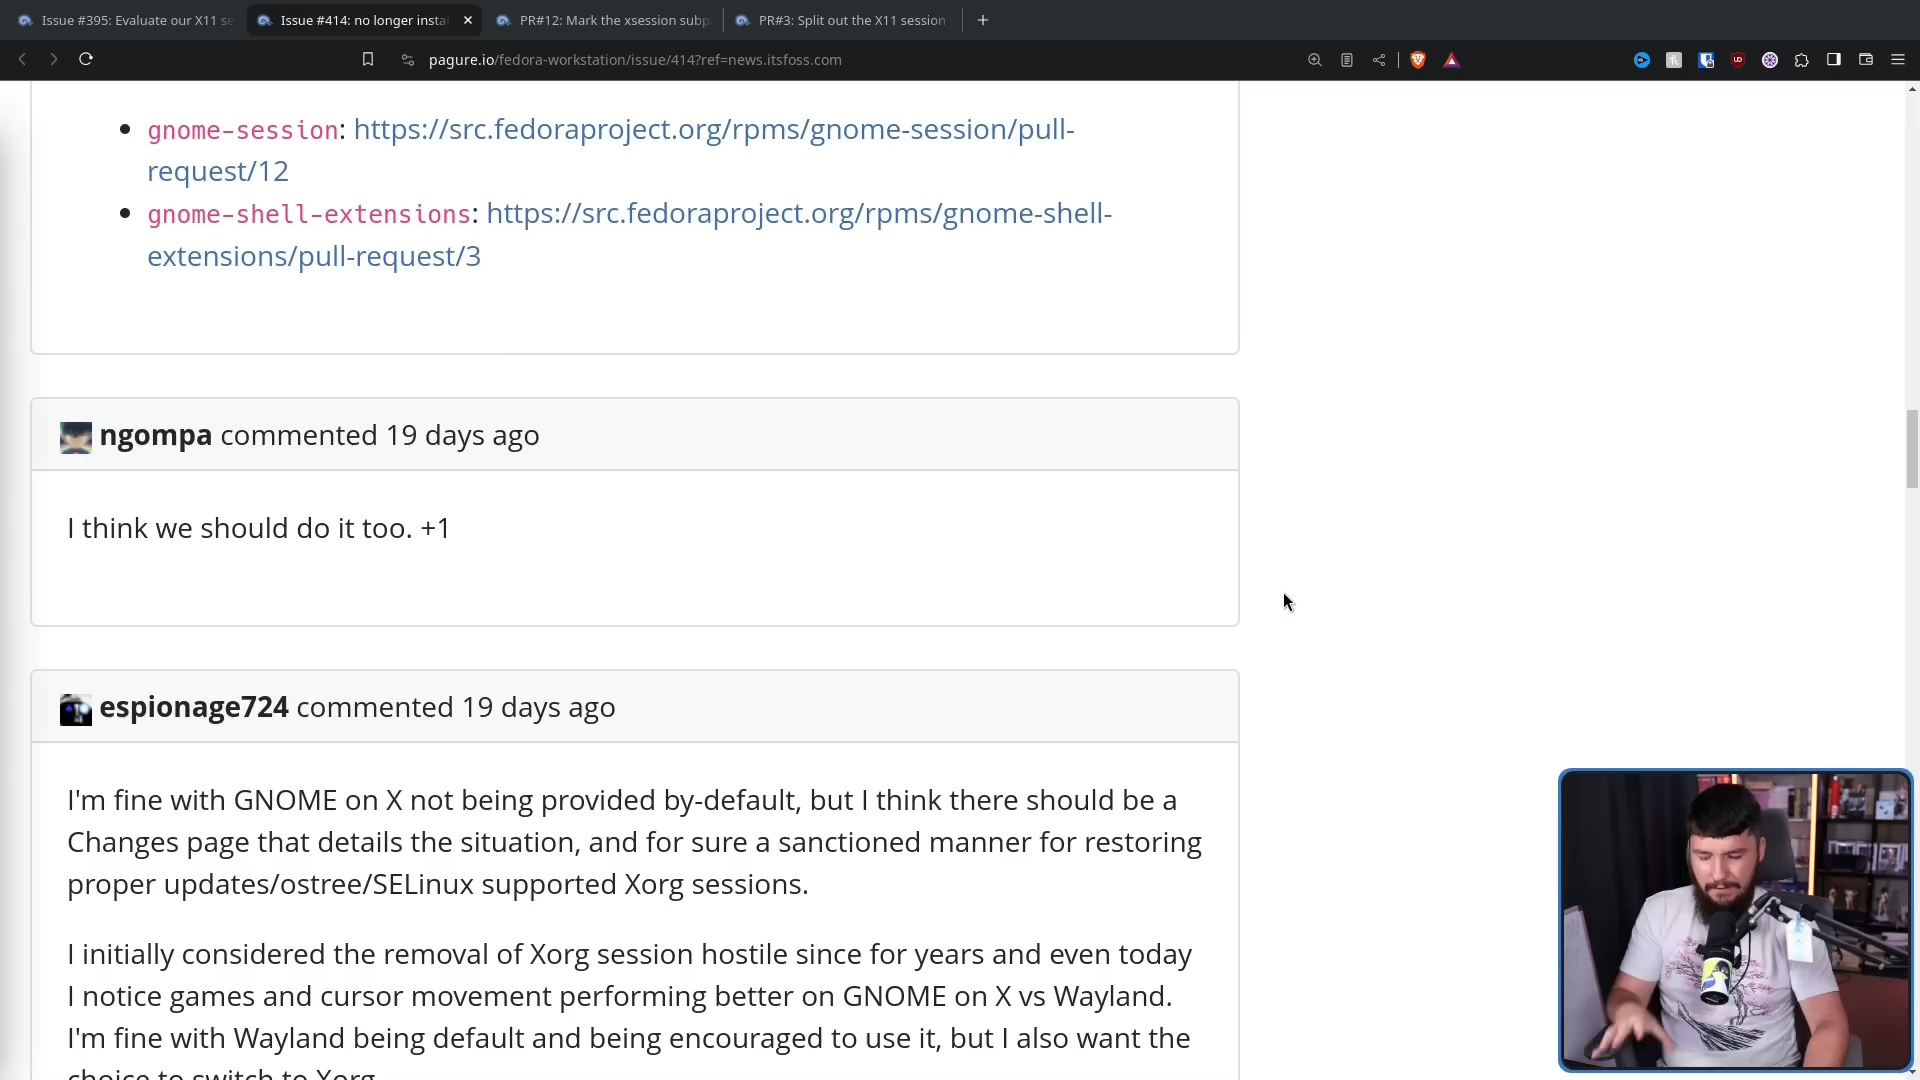 Issue #395: Evaluate our X11 se
Issue #414: no longer insta
PR#12: Mark the xsession subp
PR#3: Split out the X11 session
pagure.io/fedora-workstation/issue/414?ref=news.itsfoss.com
• gnome-session: https://src.fedoraproject.org/rpms/gnome-session/pull-
request/12
• gnome-shell-extensions: https://src.fedoraproject.org/rpms/gnome-shell-
extensions/pull-request/3
ngompa commented 19 days ago
I think we should do it too. +1
espionage724 commented 19 days ago
I'm fine with GNOME on X not being provided by-default, but I think there should be a
Changes page that details the situation, and for sure a sanctioned manner for restoring
proper updates/ostree/SELinux supported Xorg sessions.
I initially considered the removal of Xorg session hostile since for years and even today
I notice games and cursor movement performing better on GNOME on X vs Wayland.
I'm fine with Wayland being default and being encouraged to use it, but I also want the
choice to switch to Xorg.